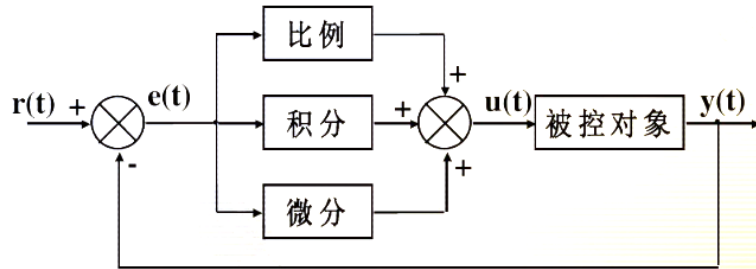 比例
+
r(t) + e(t) 积分 + u(t) 被控对象 y(t)
- +
微分